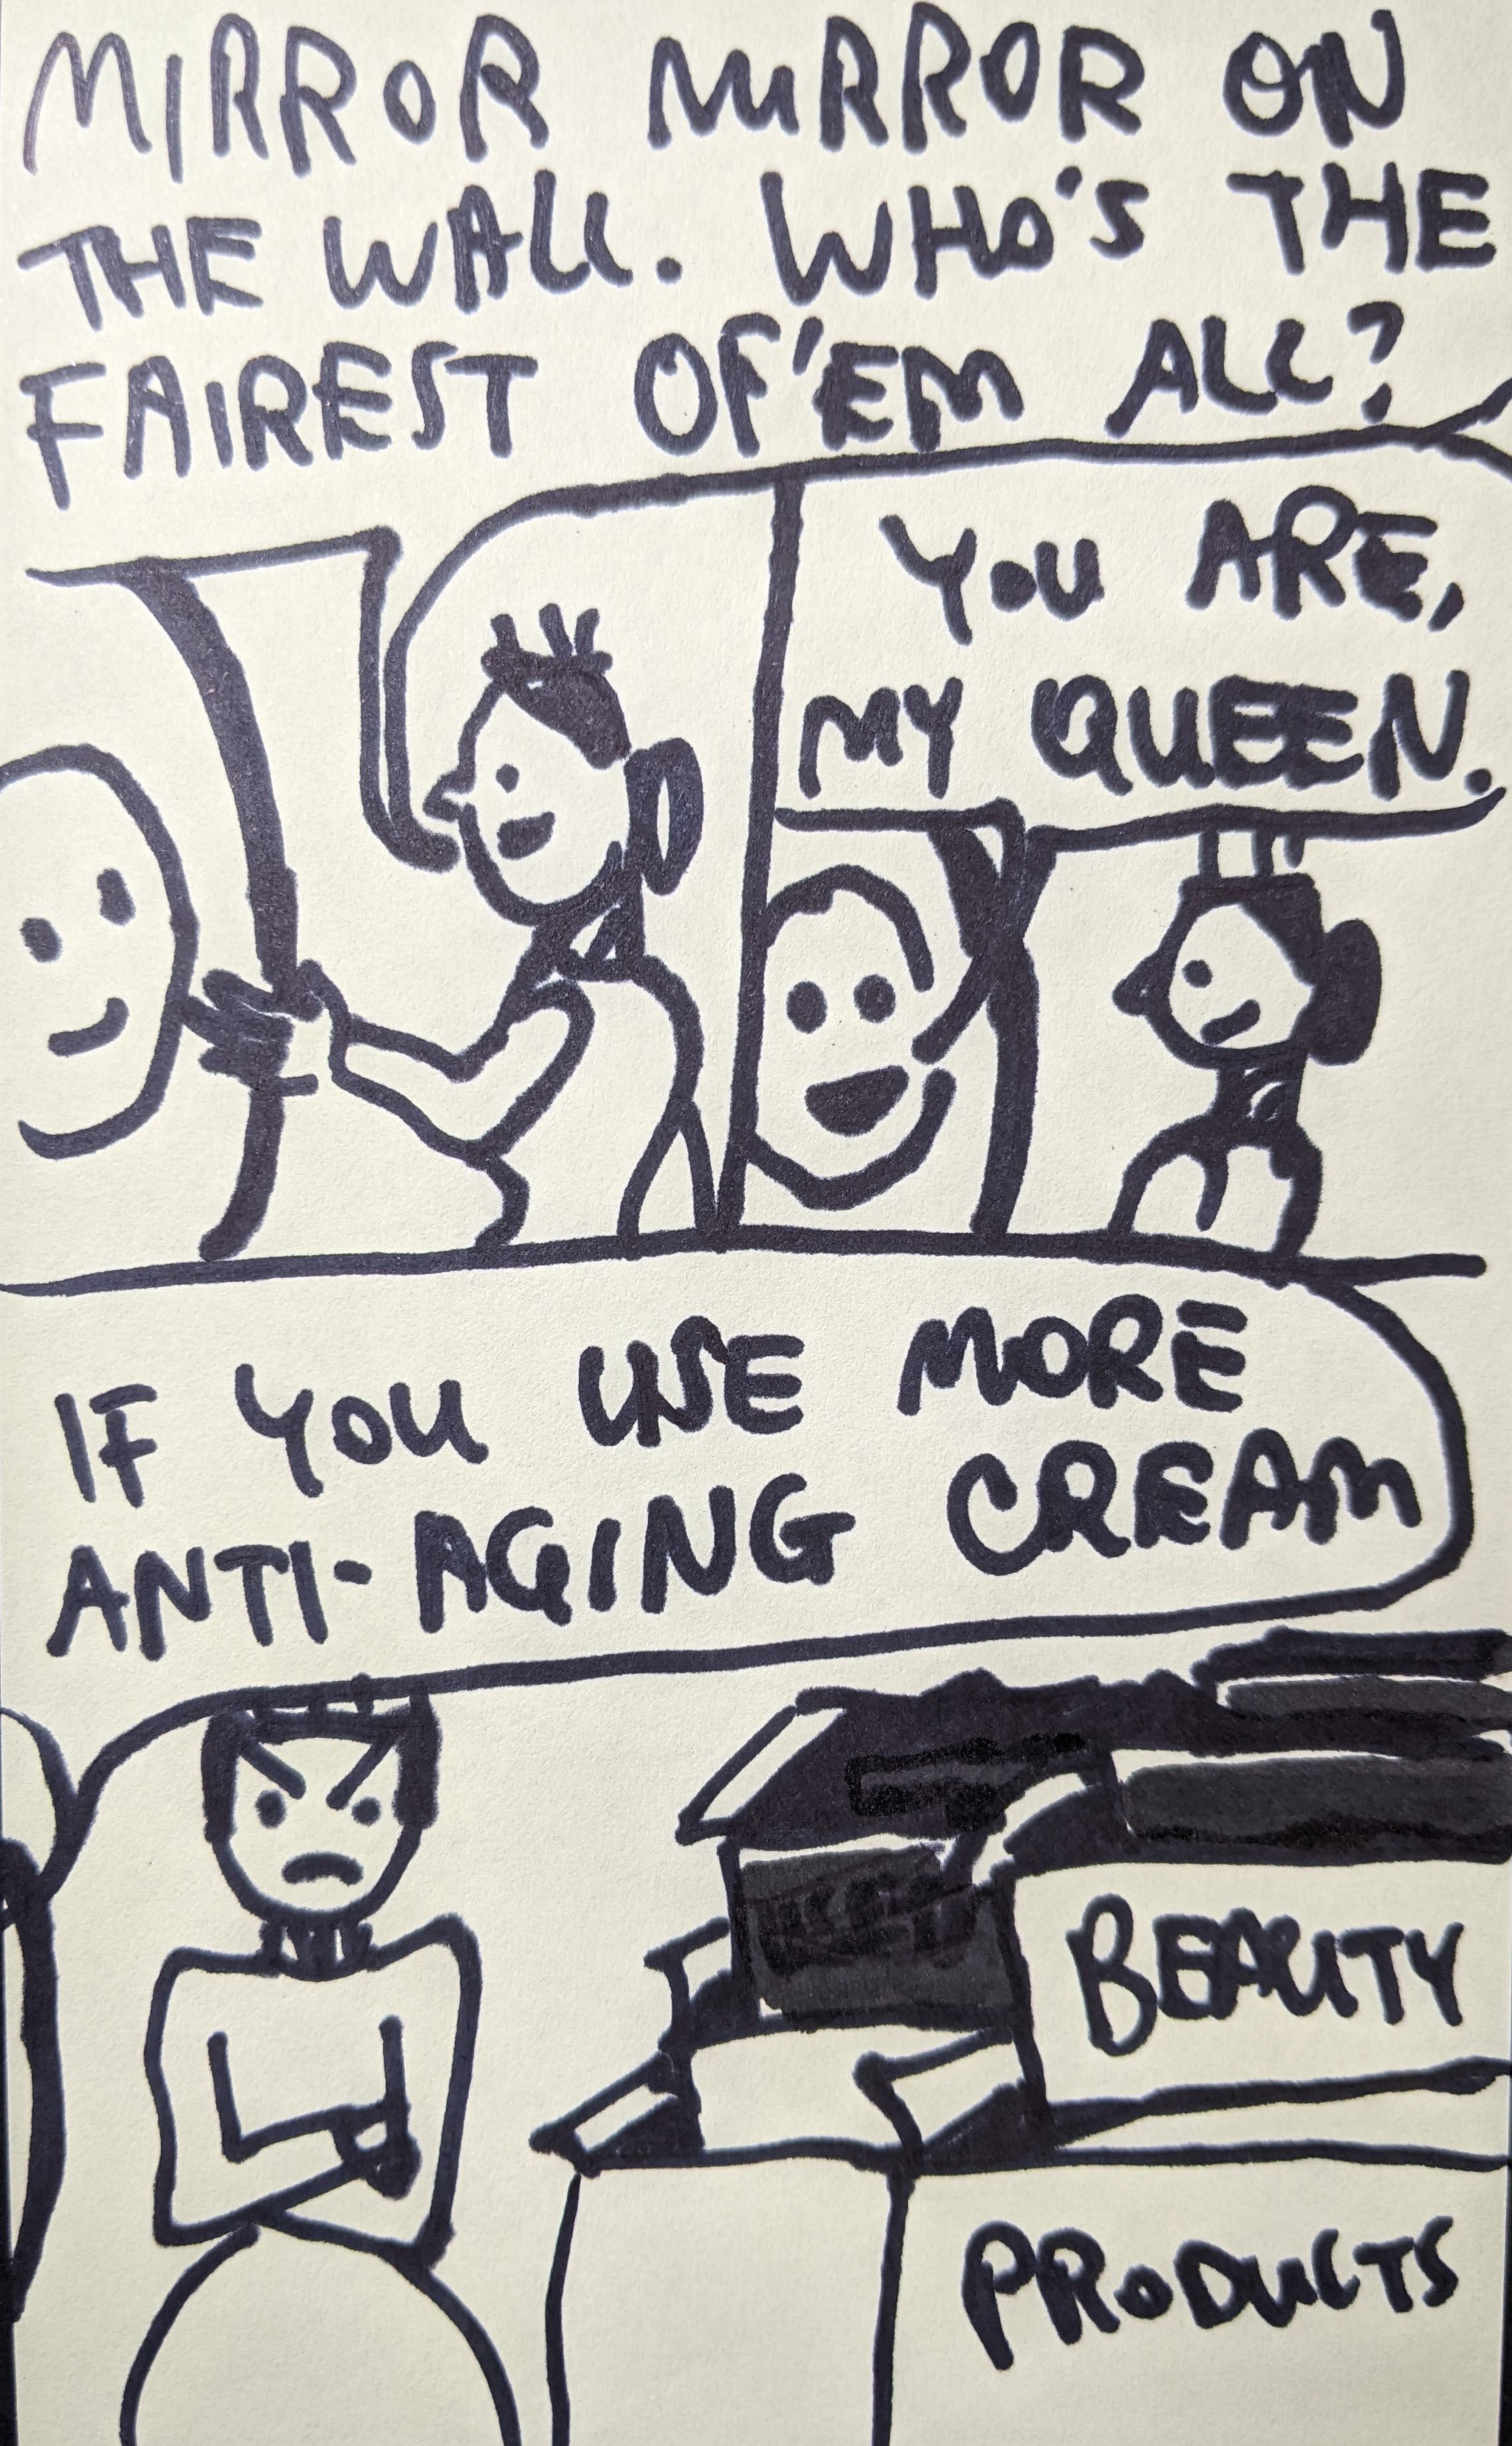 MIRROR MIRROR ON
THE WALL. WHO'S THE
FAIREST OF'EM ALL?
YOU ARE,
MY QUEEN.
IF YOU USE MORE
ANTI-AGING CREAM
BEAUTY
PRODUCTS